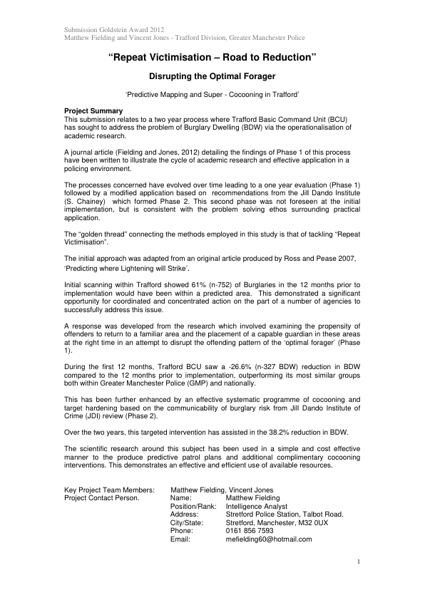 Submission Goldstein Award 2012
Matthew Fielding and Vincent Jones - Trafford Division, Greater Manchester Police
“Repeat Victimisation – Road to Reduction”
Disrupting the Optimal Forager
‘Predictive Mapping and Super - Cocooning in Trafford’
Project Summary
This submission relates to a two year process where Trafford Basic Command Unit (BCU)
has sought to address the problem of Burglary Dwelling (BDW) via the operationalisation of
academic research.
A journal article (Fielding and Jones, 2012) detailing the findings of Phase 1 of this process
have been written to illustrate the cycle of academic research and effective application in a
policing environment.
The processes concerned have evolved over time leading to a one year evaluation (Phase 1)
followed by a modified application based on recommendations from the Jill Dando Institute
(S. Chainey) which formed Phase 2. This second phase was not foreseen at the initial
implementation, but is consistent with the problem solving ethos surrounding practical
application.
The “golden thread” connecting the methods employed in this study is that of tackling “Repeat
Victimisation”.
The initial approach was adapted from an original article produced by Ross and Pease 2007,
‘Predicting where Lightening will Strike’.
Initial scanning within Trafford showed 61% (n-752) of Burglaries in the 12 months prior to
implementation would have been within a predicted area. This demonstrated a significant
opportunity for coordinated and concentrated action on the part of a number of agencies to
successfully address this issue.
A response was developed from the research which involved examining the propensity of
offenders to return to a familiar area and the placement of a capable guardian in these areas
at the right time in an attempt to disrupt the offending pattern of the ‘optimal forager’ (Phase
1).
During the first 12 months, Trafford BCU saw a -26.6% (n-327 BDW) reduction in BDW
compared to the 12 months prior to implementation, outperforming its most similar groups
both within Greater Manchester Police (GMP) and nationally.
This has been further enhanced by an effective systematic programme of cocooning and
target hardening based on the communicability of burglary risk from Jill Dando Institute of
Crime (JDI) review (Phase 2).
Over the two years, this targeted intervention has assisted in the 38.2% reduction in BDW.
The scientific research around this subject has been used in a simple and cost effective
manner to the produce predictive patrol plans and additional complimentary cocooning
interventions. This demonstrates an effective and efficient use of available resources.
Key Project Team Members: Matthew Fielding, Vincent Jones
Project Contact Person. Name: Matthew Fielding
Position/Rank: Intelligence Analyst
Address: Stretford Police Station, Talbot Road.
City/State: Stretford, Manchester, M32 0UX
Phone: 0161 856 7593
Email: mefielding60@hotmail.com
1